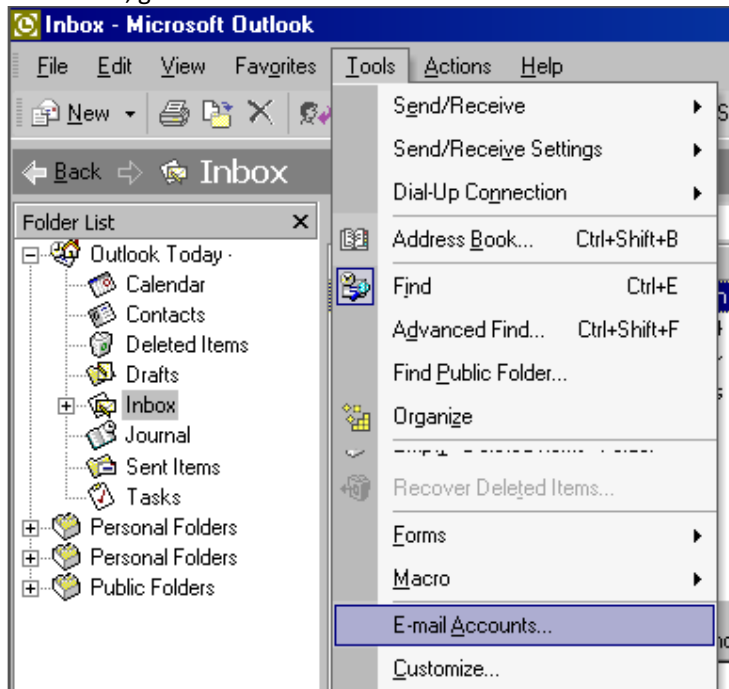 Inbox - Microsoft Outlook
File Edit View Favorites Tools Actions Help
New
Back Inbox
Folder List
Outlook Today -
Calendar
Contacts
Deleted Items
Drafts
Inbox
Journal
Sent Items
Tasks
Personal Folders
Personal Folders
Public Folders
Send/Receive
Send/Receive Settings
Dial-Up Connection
Address Book... Ctrl+Shift+B
Find Ctrl+E
Advanced Find... Ctrl+Shift+F
Find Public Folder...
Organize
Recover Deleted Items...
Forms
Macro
E-mail Accounts...
Customize...